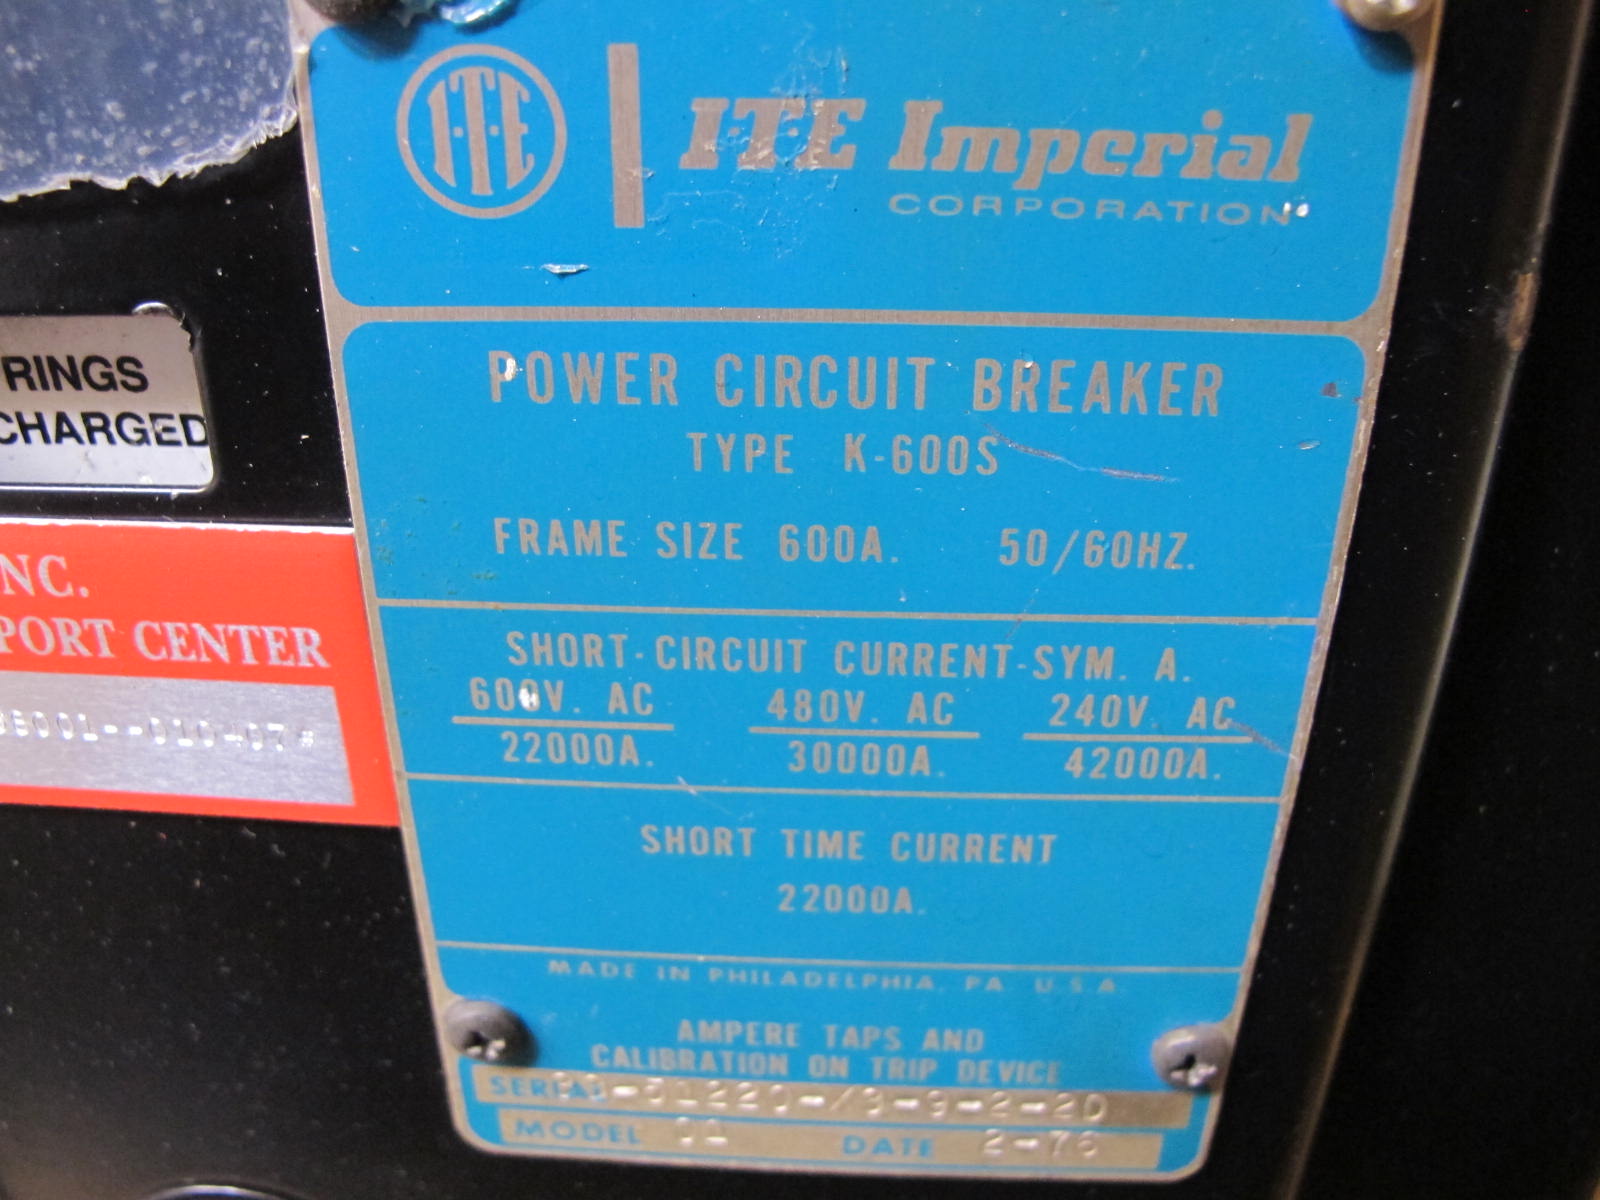 I·T·E
I·T·E Imperial
CORPORATION
POWER CIRCUIT BREAKER
TYPE K-600S
FRAME SIZE 600A. 50/60HZ.
SHORT-CIRCUIT CURRENT-SYM. A.
600V. AC 480V. AC 240V. AC
22000A. 30000A. 42000A.
SHORT TIME CURRENT
22000A.
MADE IN PHILADELPHIA, PA. U.S.A.
AMPERE TAPS AND
CALIBRATION ON TRIP DEVICE
SERIAL
MODEL 01 DATE 2-76
RINGS
CHARGED
NC.
PORT CENTER